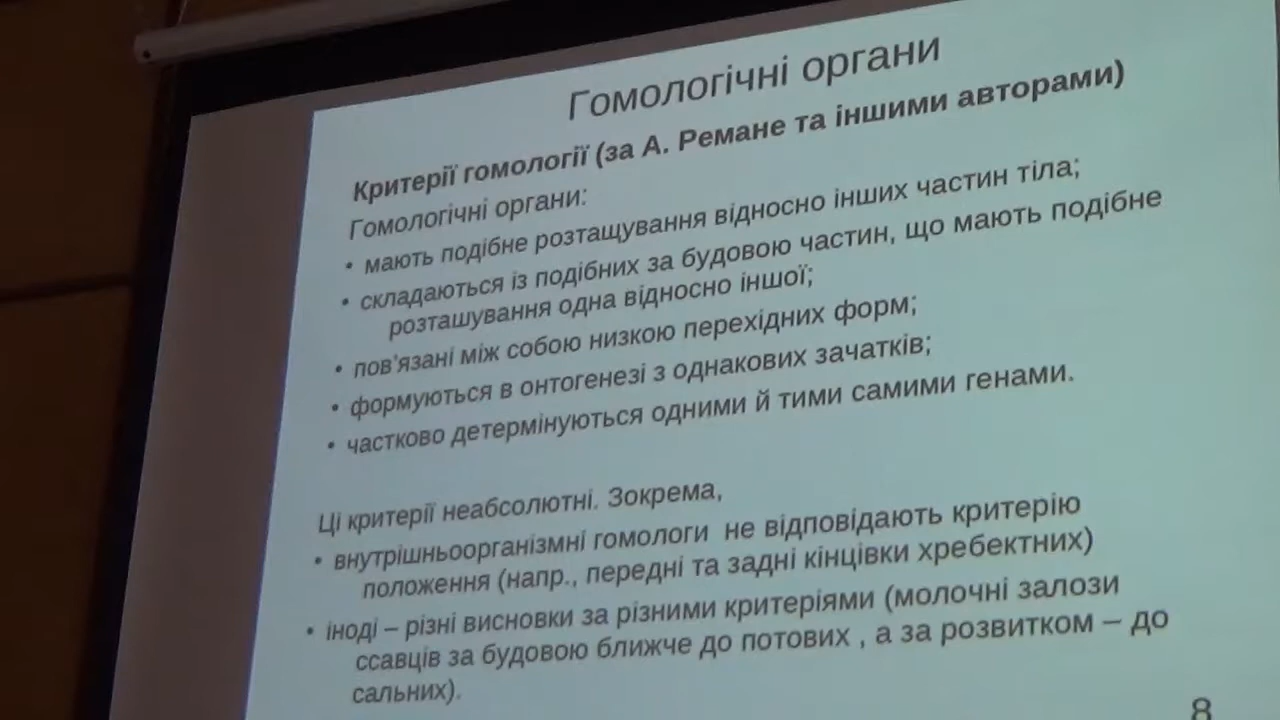 Гомологічні органи
Критерії гомології (за А. Ремане та іншими авторами)
Гомологічні органи:
• мають подібне розтащування відносно інших частин тіла;
• складаються із подібних за будовою частин, що мають подібне
розташування одна відносно іншої;
• пов'язані між собою низкою перехідних форм;
• формуються в онтогенезі з однакових зачатків;
• частково детермінуються одними й тими самими генами.
Ці критерії неабсолютні. Зокрема,
• внутрішньоорганізмні гомологи не відповідають критерію
положення (напр., передні та задні кінцівки хребектних)
• іноді – різні висновки за різними критеріями (молочні залози
ссавців за будовою ближче до потових , а за розвитком – до
сальних).
8